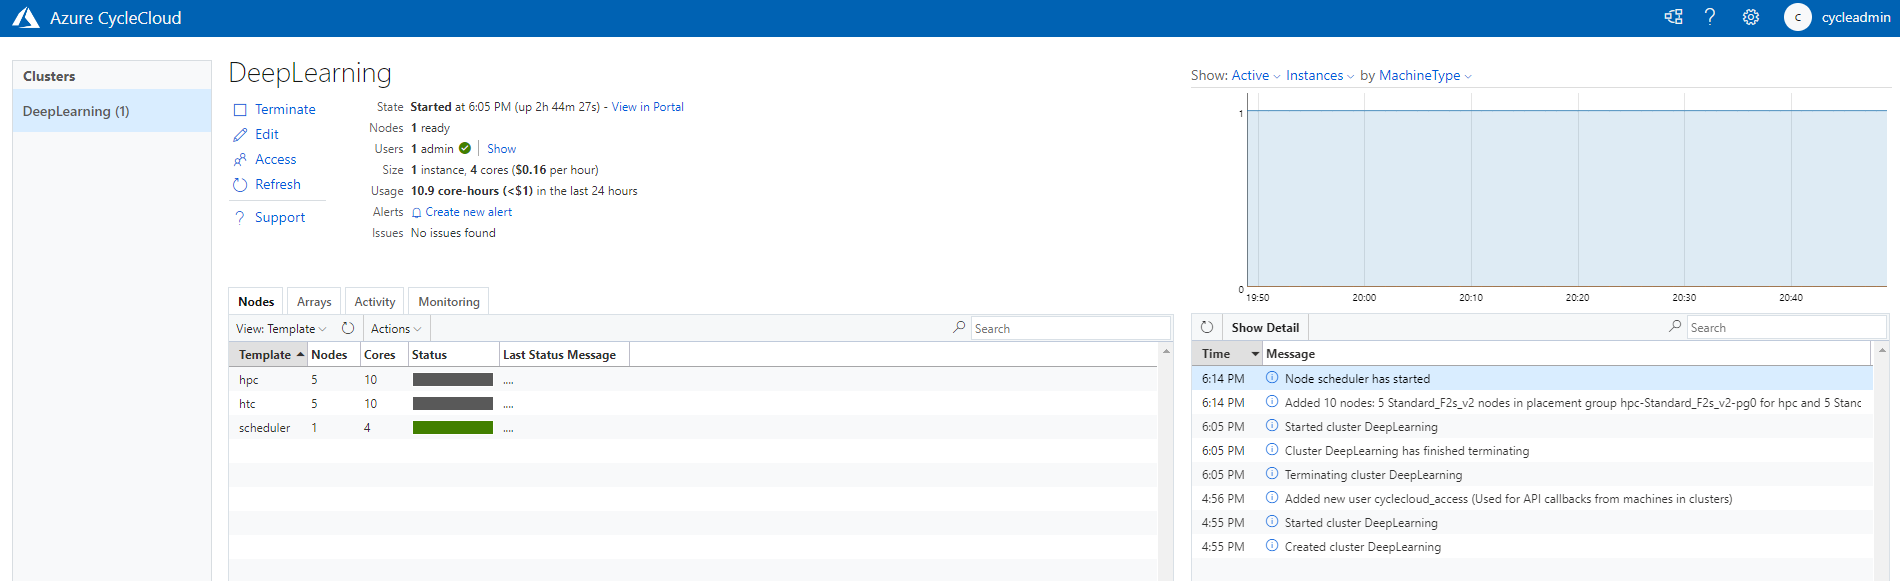 Azure CycleCloud
?
C
cycleadmin
Clusters
DeepLearning (1)
DeepLearning
Terminate
Edit
Access
Refresh
? Support
State Started at 6:05 PM (up 2h 44m 27s) - View in Portal
Nodes 1 ready
Users 1 admin | Show
Size 1 instance, 4 cores ($0.16 per hour)
Usage 10.9 core-hours (<$1) in the last 24 hours
Alerts Create new alert
Issues No issues found
Show: Active Instances by MachineType
1
0
19:50 20:00 20:10 20:20 20:30 20:40
Nodes Arrays Activity Monitoring
View: Template Actions Search
Template Nodes Cores Status Last Status Message
hpc 5 10 ....
htc 5 10 ....
scheduler 1 4 ....
Show Detail Search
Time Message
6:14 PM Node scheduler has started
6:14 PM Added 10 nodes: 5 Standard_F2s_v2 nodes in placement group hpc-Standard_F2s_v2-pg0 for hpc and 5 Stanc
6:05 PM Started cluster DeepLearning
6:05 PM Cluster DeepLearning has finished terminating
6:05 PM Terminating cluster DeepLearning
4:56 PM Added new user cyclecloud_access (Used for API callbacks from machines in clusters)
4:55 PM Started cluster DeepLearning
4:55 PM Created cluster DeepLearning